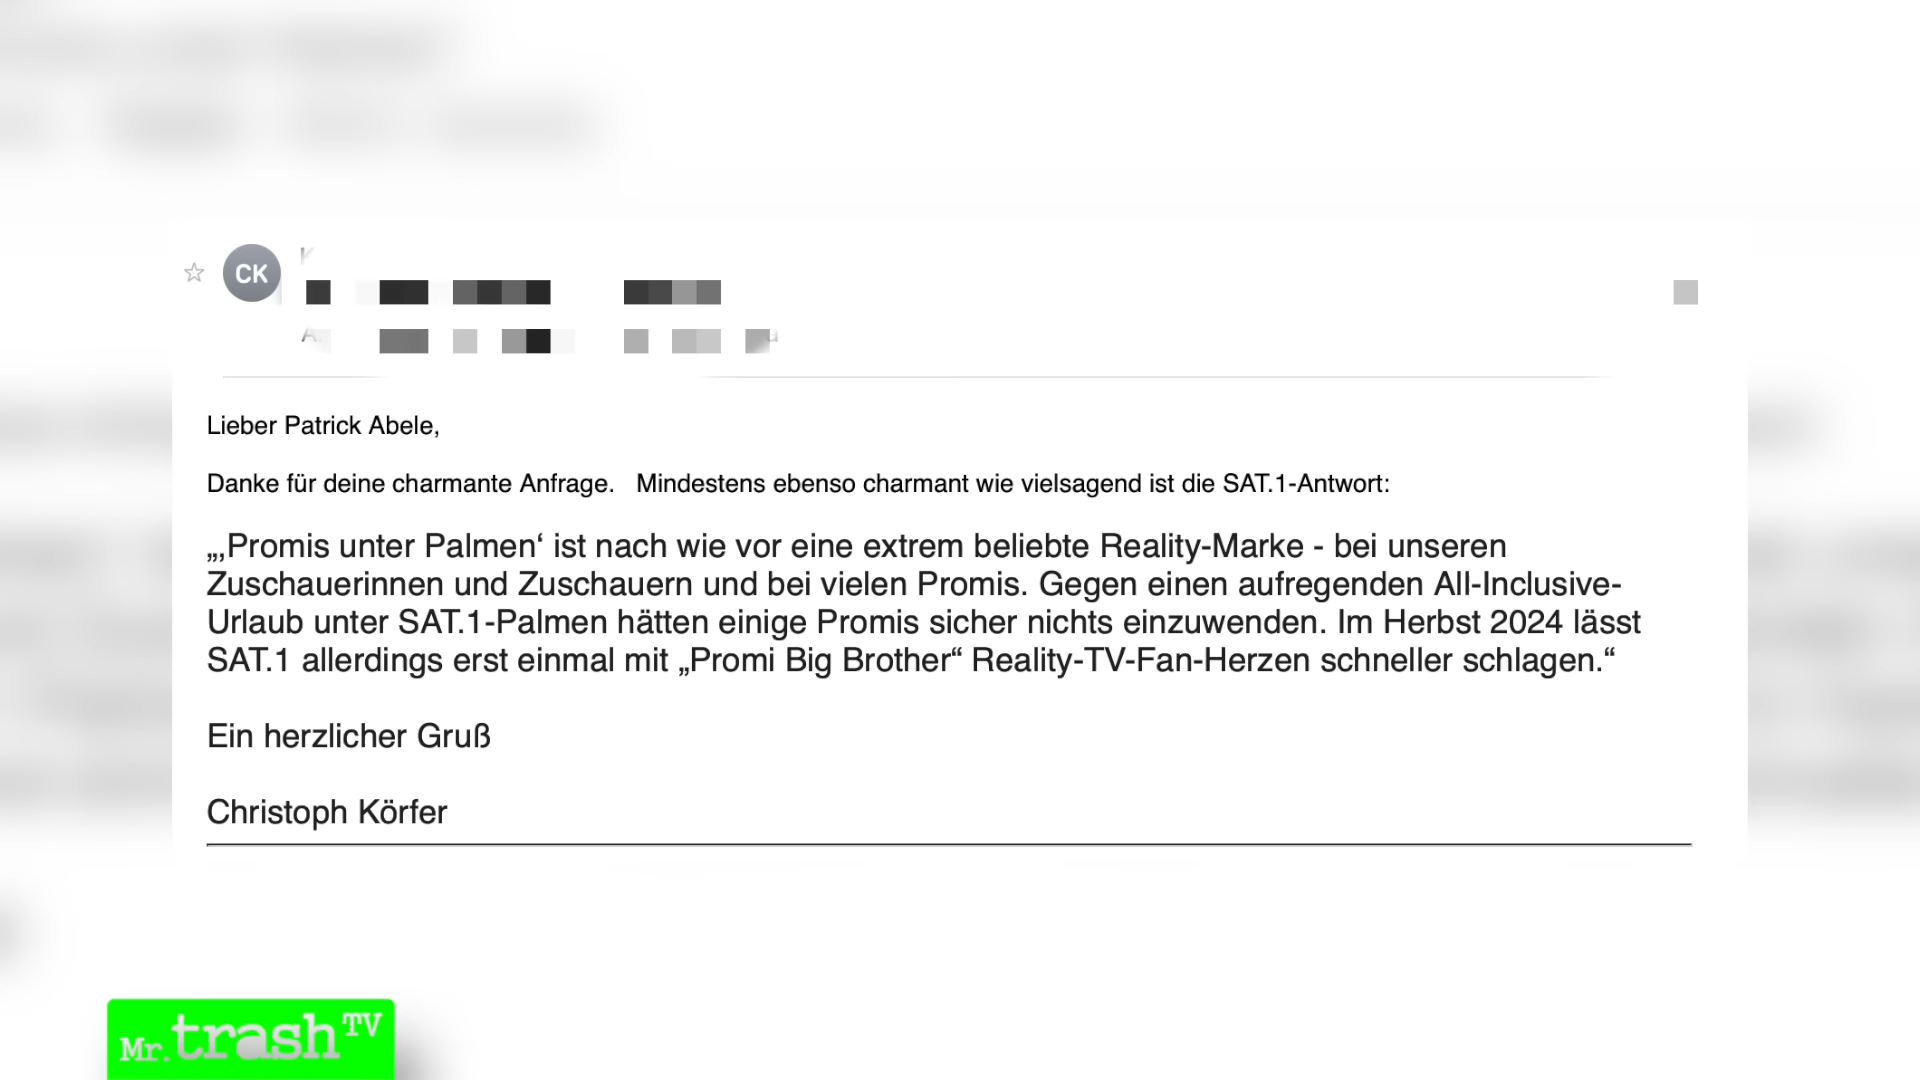 CK
Lieber Patrick Abele,
Danke für deine charmante Anfrage. Mindestens ebenso charmant wie vielsagend ist die SAT.1-Antwort:
„‚Promis unter Palmen‘ ist nach wie vor eine extrem beliebte Reality-Marke - bei unseren
Zuschauerinnen und Zuschauern und bei vielen Promis. Gegen einen aufregenden All-Inclusive-
Urlaub unter SAT.1-Palmen hätten einige Promis sicher nichts einzuwenden. Im Herbst 2024 lässt
SAT.1 allerdings erst einmal mit „Promi Big Brother“ Reality-TV-Fan-Herzen schneller schlagen.“
Ein herzlicher Gruß
Christoph Körfer
Mr.trashTV